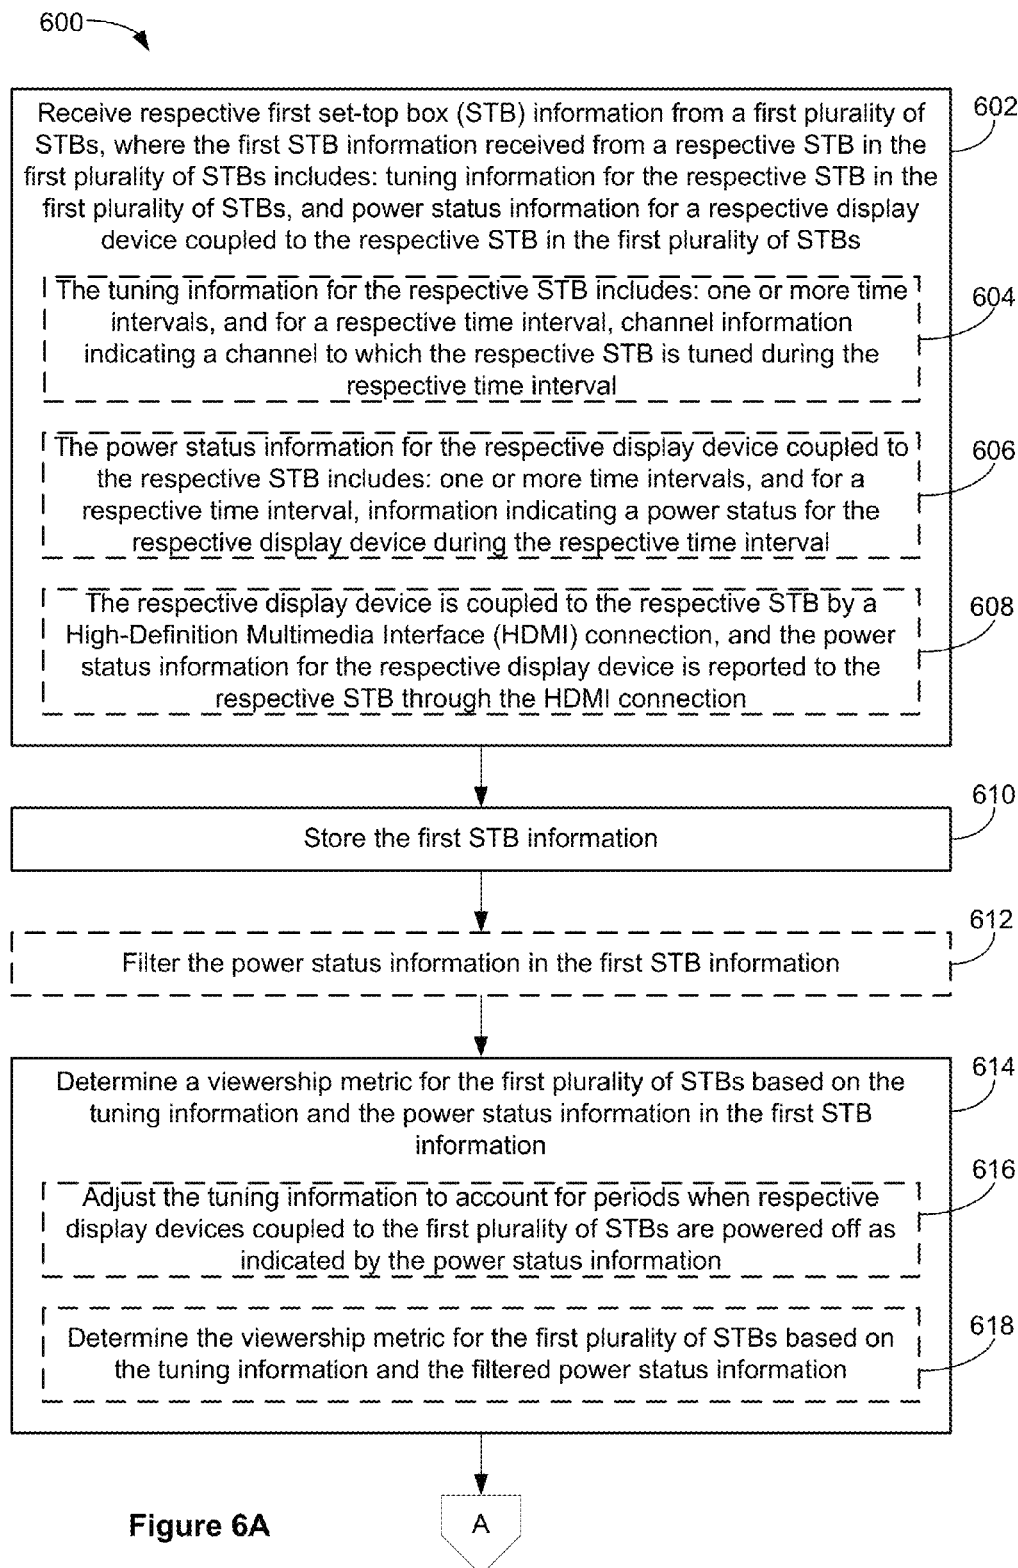 600
602
Receive respective first set-top box (STB) information from a first plurality of
STBs, where the first STB information received from a respective STB in the
first plurality of STBs includes: tuning information for the respective STB in the
first plurality of STBs, and power status information for a respective display
device coupled to the respective STB in the first plurality of STBs
604
The tuning information for the respective STB includes: one or more time
intervals, and for a respective time interval, channel information
indicating a channel to which the respective STB is tuned during the
respective time interval
606
The power status information for the respective display device coupled to
the respective STB includes: one or more time intervals, and for a
respective time interval, information indicating a power status for the
respective display device during the respective time interval
608
The respective display device is coupled to the respective STB by a
High-Definition Multimedia Interface (HDMI) connection, and the power
status information for the respective display device is reported to the
respective STB through the HDMI connection
610
Store the first STB information
612
Filter the power status information in the first STB information
614
Determine a viewership metric for the first plurality of STBs based on the
tuning information and the power status information in the first STB
information
616
Adjust the tuning information to account for periods when respective
display devices coupled to the first plurality of STBs are powered off as
indicated by the power status information
618
Determine the viewership metric for the first plurality of STBs based on
the tuning information and the filtered power status information
Figure 6A
A